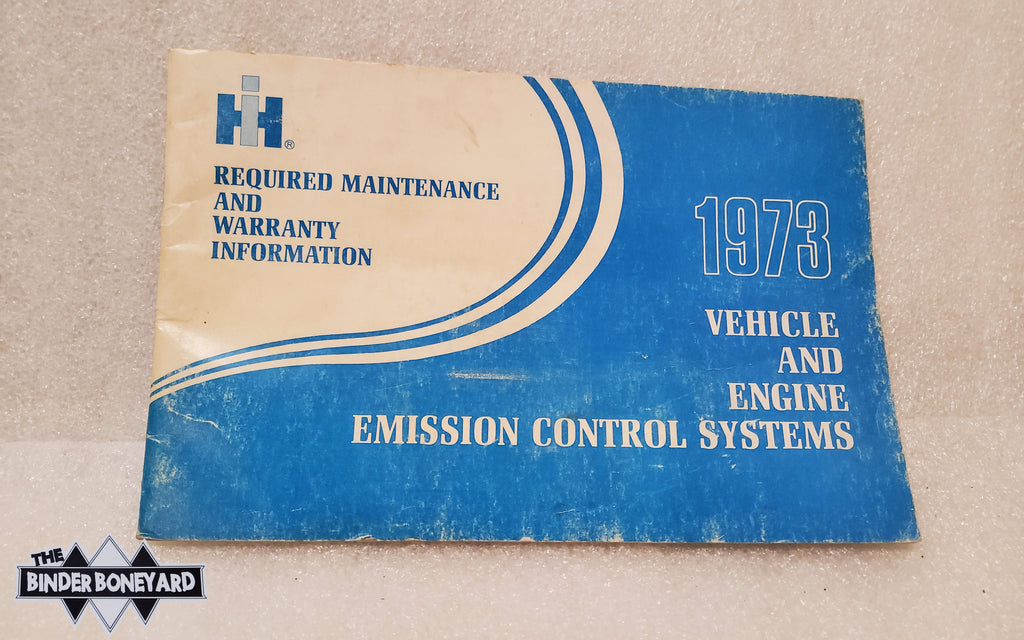 IH®
REQUIRED MAINTENANCE
AND
WARRANTY
INFORMATION
1973
VEHICLE
AND
ENGINE
EMISSION CONTROL SYSTEMS
THE
BINDER BONEYARD